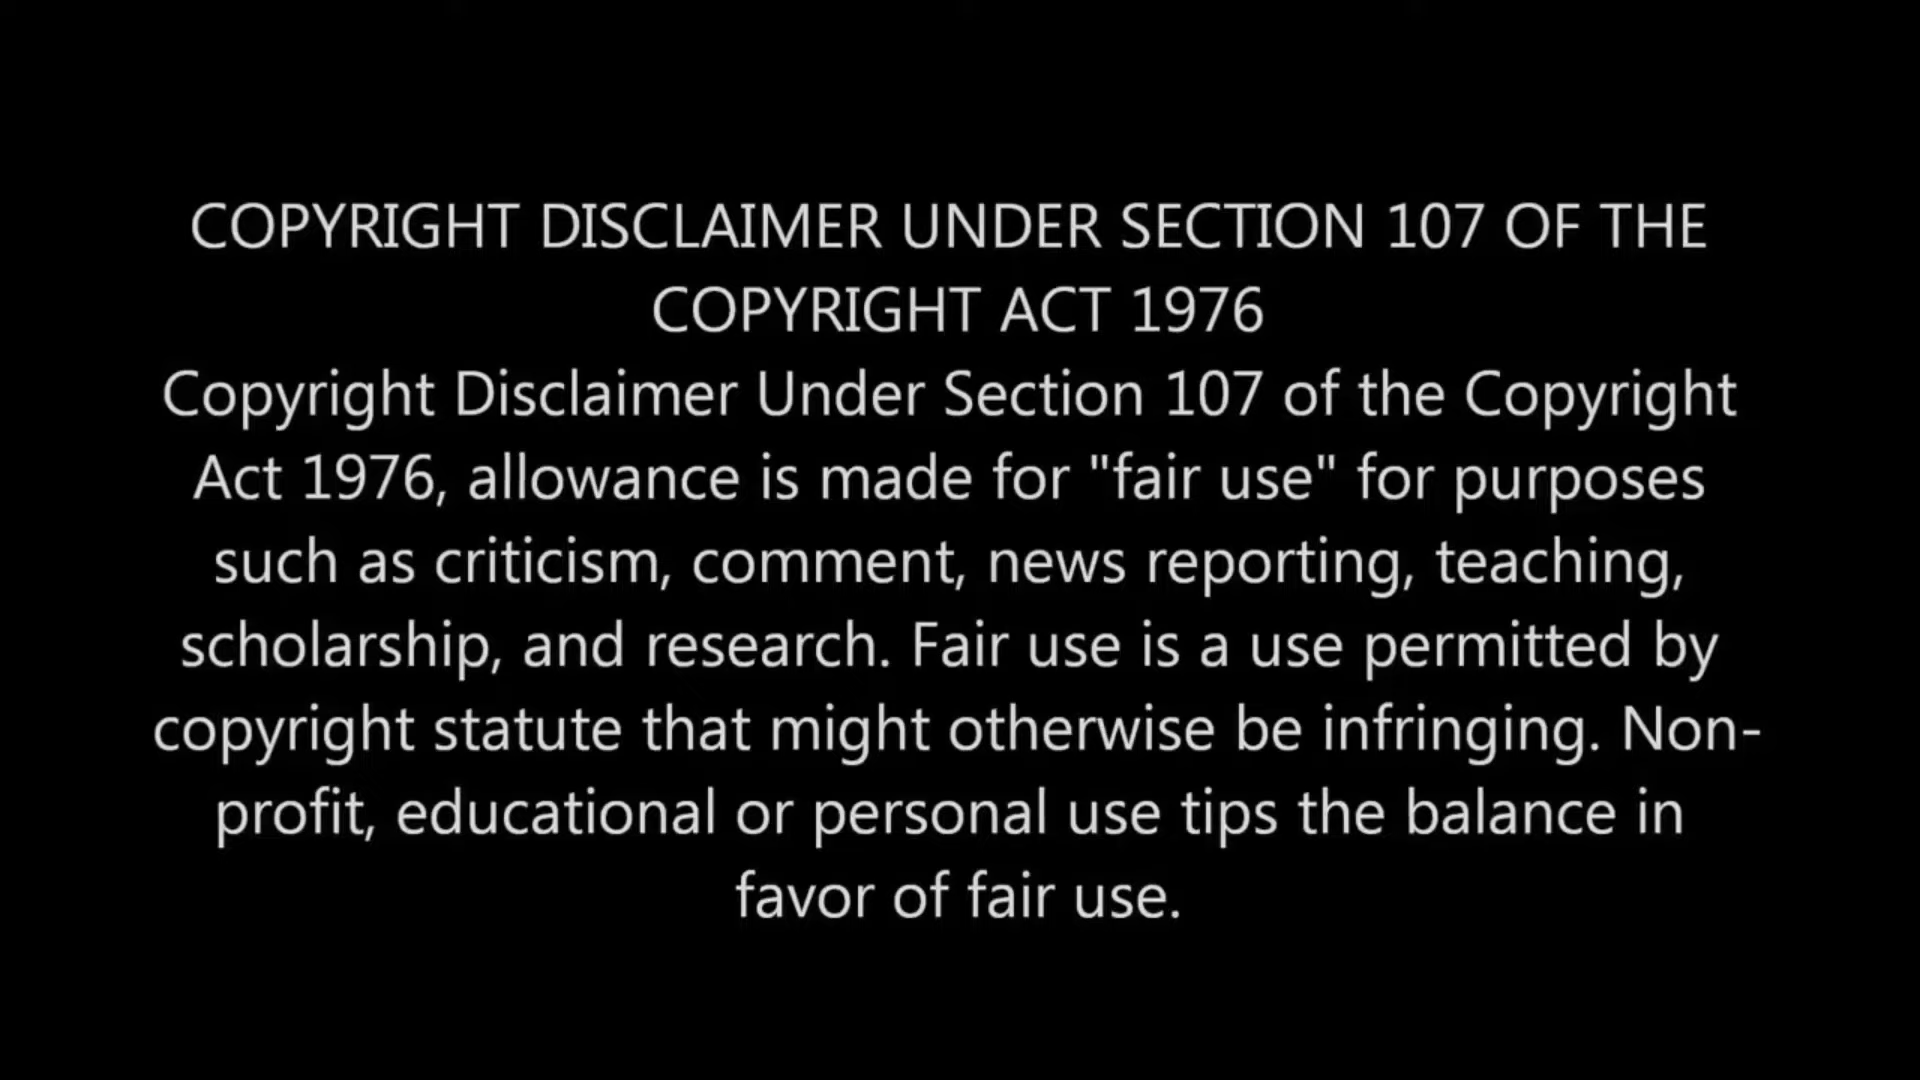 COPYRIGHT DISCLAIMER UNDER SECTION 107 OF THE
COPYRIGHT ACT 1976
Copyright Disclaimer Under Section 107 of the Copyright
Act 1976, allowance is made for "fair use" for purposes
such as criticism, comment, news reporting, teaching,
scholarship, and research. Fair use is a use permitted by
copyright statute that might otherwise be infringing. Non-
profit, educational or personal use tips the balance in
favor of fair use.